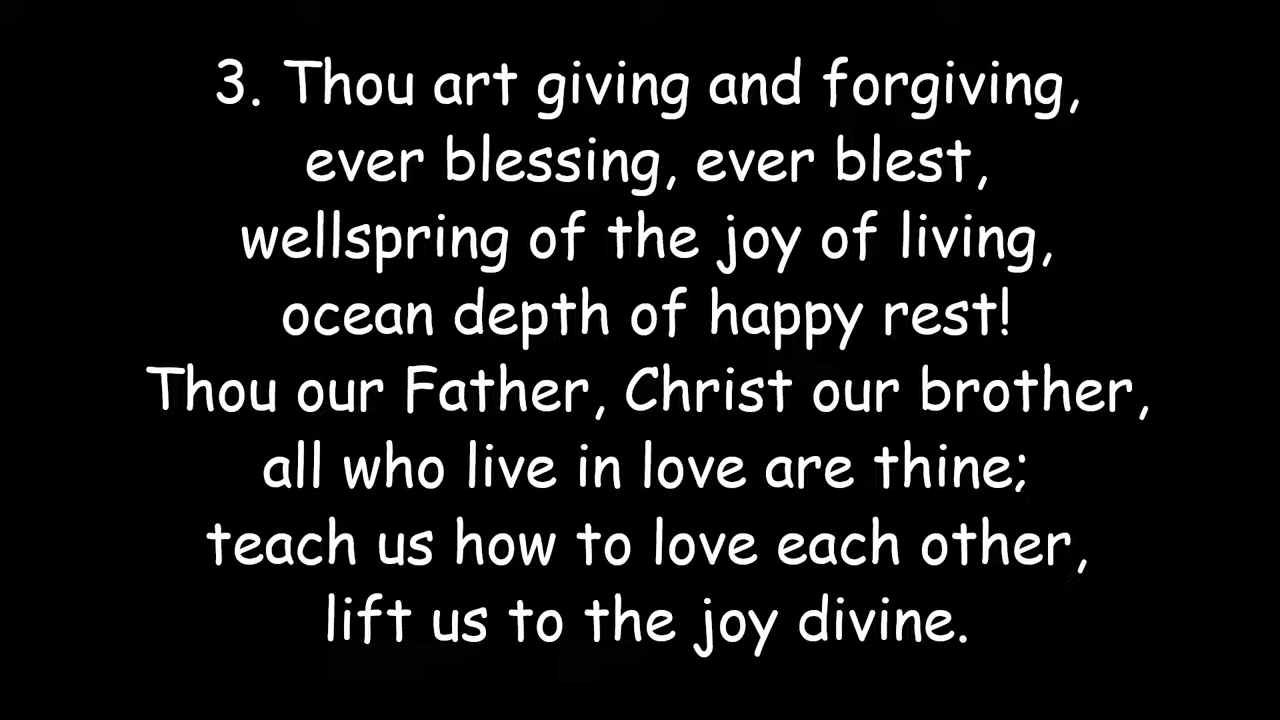 3. Thou art giving and forgiving,
ever blessing, ever blest,
wellspring of the joy of living,
ocean depth of happy rest!
Thou our Father, Christ our brother,
all who live in love are thine;
teach us how to love each other,
lift us to the joy divine.